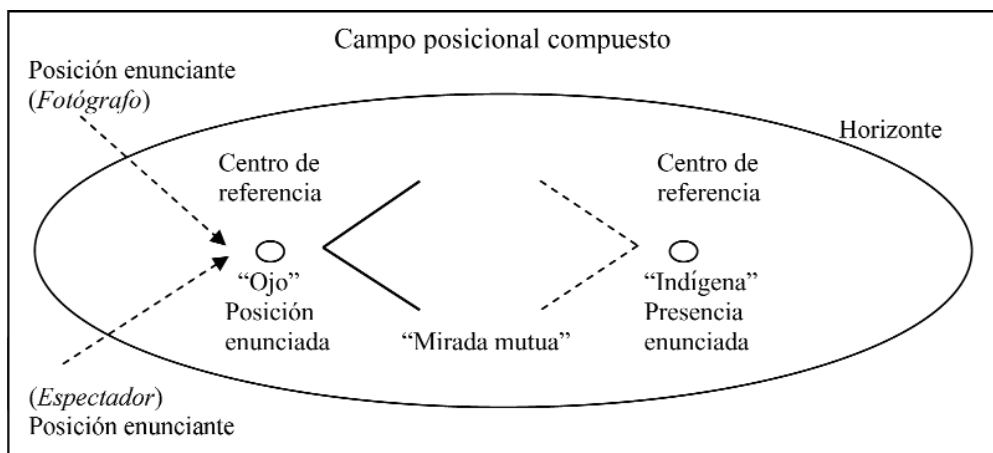 Campo posicional compuesto
Posición enunciante
(Fotógrafo)
Horizonte
Centro de
referencia
Centro de
referencia
“Ojo”
Posición
enunciada
“Mirada mutua”
“Indígena”
Presencia
enunciada
(Espectador)
Posición enunciante